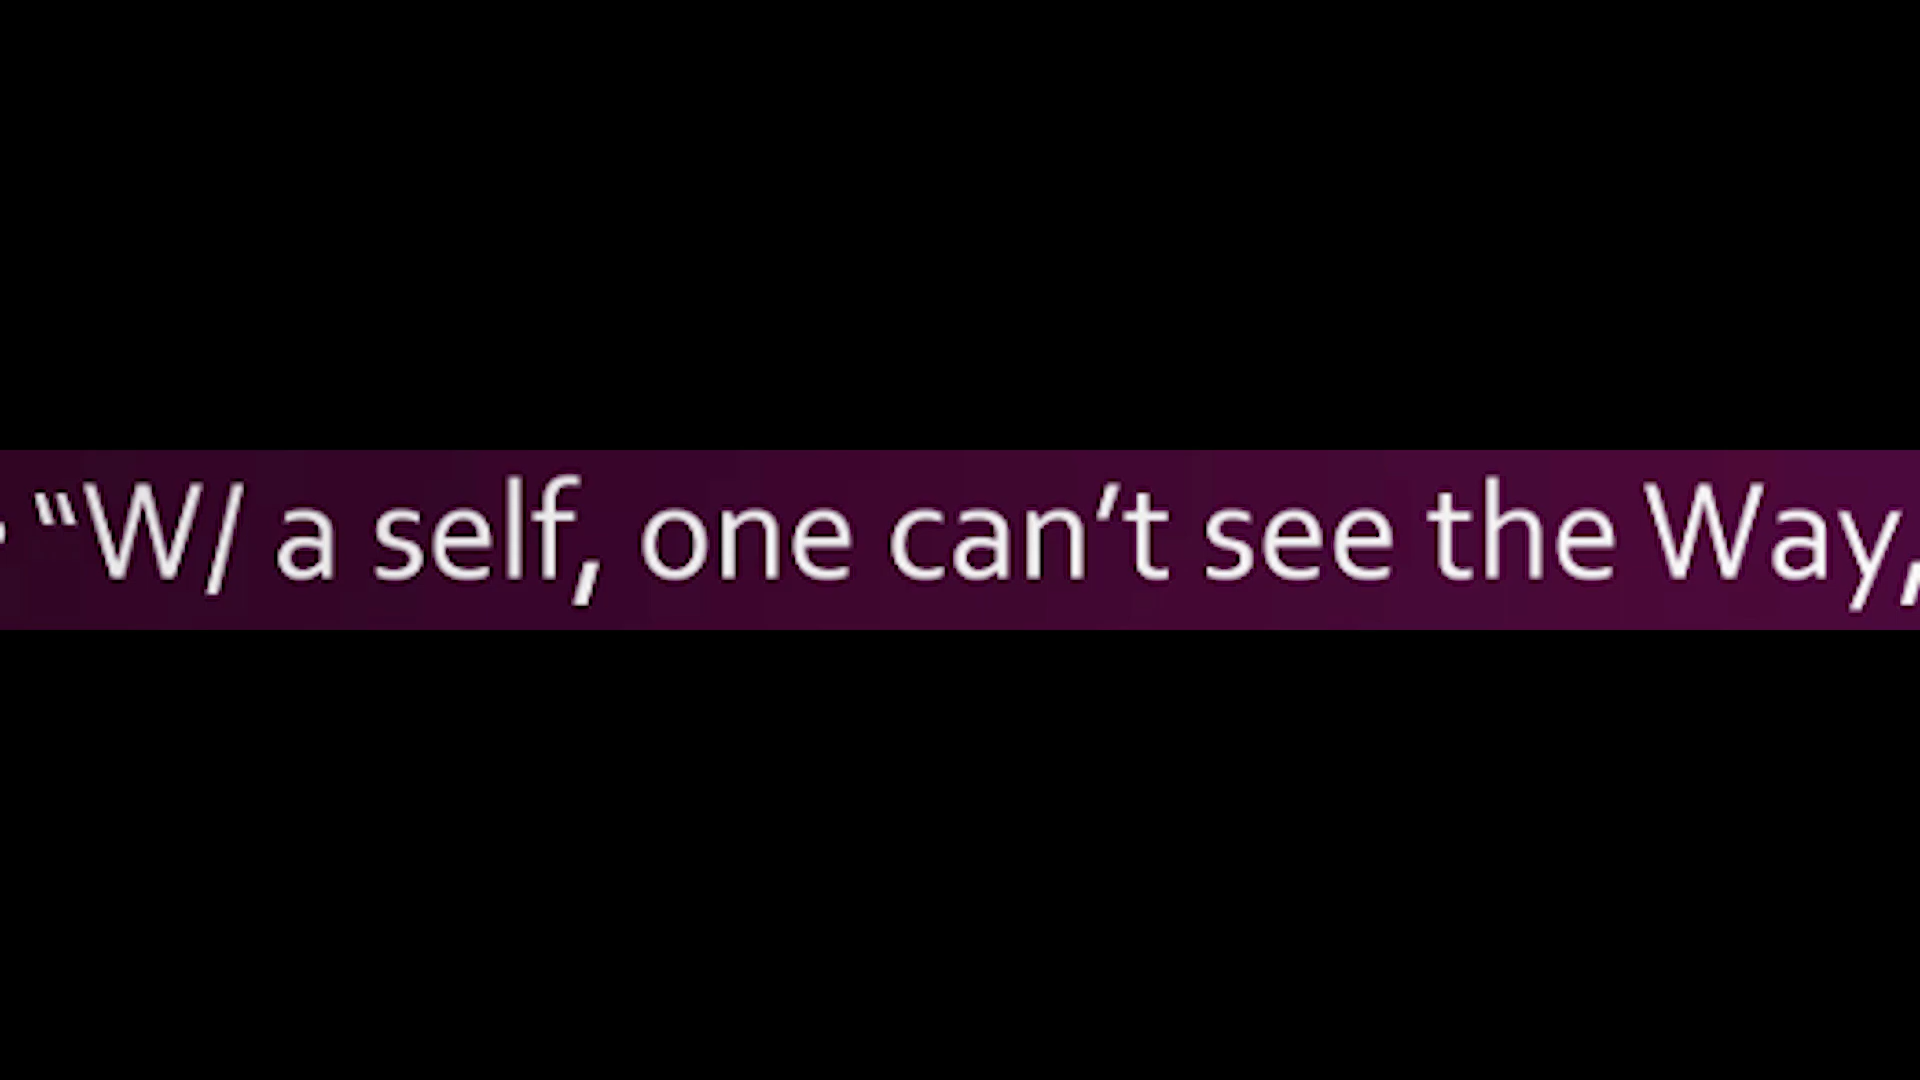 “W/ a self, one can’t see the Way,